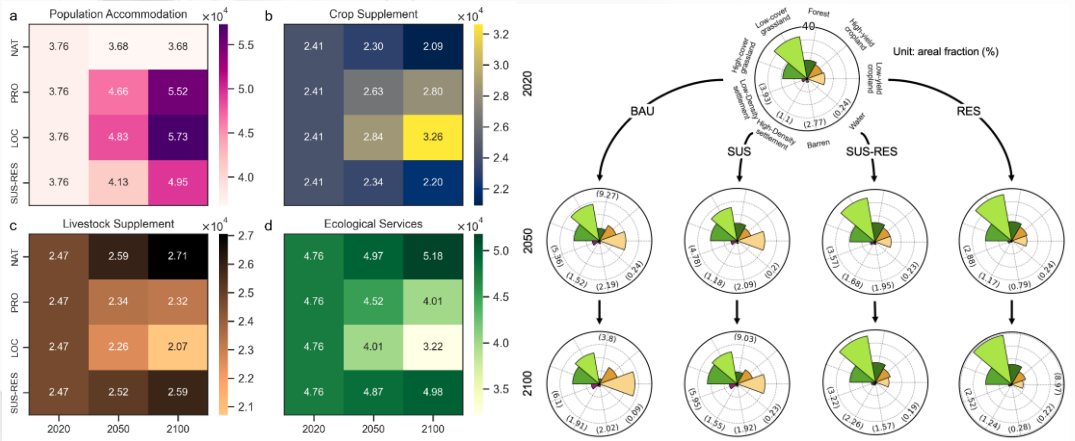 a Population Accommodation ×10⁴
NAT 3.76 3.68 3.68
PRO 3.76 4.66 5.52
LOC 3.76 4.83 5.73
SUS-RES 3.76 4.13 4.95
5.5
5.0
4.5
4.0
b Crop Supplement ×10⁴
2.41 2.30 2.09
2.41 2.63 2.80
2.41 2.84 3.26
2.41 2.34 2.20
3.2
3.0
2.8
2.6
2.4
2.2
c Livestock Supplement ×10⁴
NAT 2.47 2.59 2.71
PRO 2.47 2.34 2.32
LOC 2.47 2.26 2.07
SUS-RES 2.47 2.52 2.59
2020 2050 2100
2.7
2.6
2.5
2.4
2.3
2.2
2.1
d Ecological Services ×10⁴
4.76 4.97 5.18
4.76 4.52 4.01
4.76 4.01 3.22
4.76 4.87 4.98
2020 2050 2100
5.0
4.5
4.0
3.5
2020
Low-cover
grassland
Forest
40
High-yield
cropland
High-cover
grassland
Low-yield
cropland
Low-Density
settlement
High-Density
settlement
Barren
Water
(3.93)
(1.1)
(2.77)
(0.24)
Unit: areal fraction (%)
BAU
SUS
SUS-RES
RES
2050
(9.27)
(5.36)
(1.52)
(2.19)
(0.24)
(4.78)
(1.18)
(2.09)
(0.2)
(3.57)
(1.68)
(1.95)
(0.23)
(2.88)
(1.17)
(0.79)
(0.24)
2100
(3.8)
(6.1)
(1.91)
(2.02)
(0.09)
(9.03)
(5.95)
(1.55)
(1.92)
(0.23)
(3.22)
(2.26)
(1.57)
(0.19)
(8.97)
(2.52)
(1.24)
(0.28)
(0.22)